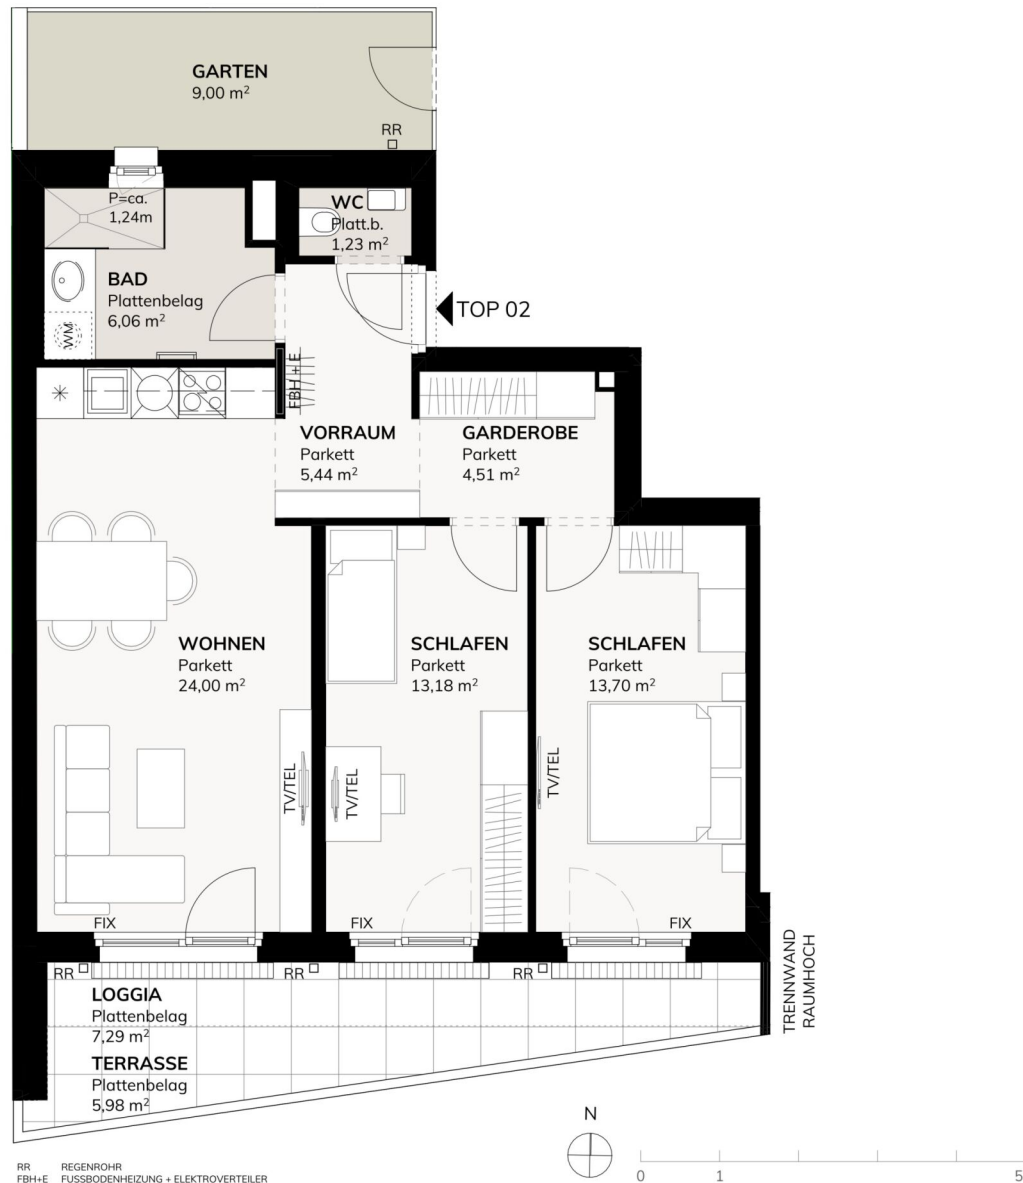 GARTEN
9,00 m²
RR
P=ca.
1,24m
WC
Platt.b.
1,23 m²
BAD
Plattenbelag
6,06 m²
WM
TOP 02
FBH + E
VORRAUM
Parkett
5,44 m²
GARDEROBE
Parkett
4,51 m²
WOHNEN
Parkett
24,00 m²
SCHLAFEN
Parkett
13,18 m²
SCHLAFEN
Parkett
13,70 m²
TV/TEL
TV/TEL
TV/TEL
FIX
FIX
FIX
RR
RR
RR
TRENNWAND
RAUMHOCH
LOGGIA
Plattenbelag
7,29 m²
TERRASSE
Plattenbelag
5,98 m²
N
0 1 5
RR REGENROHR
FBH+E FUSSBODENHEIZUNG + ELEKTROVERTEILER